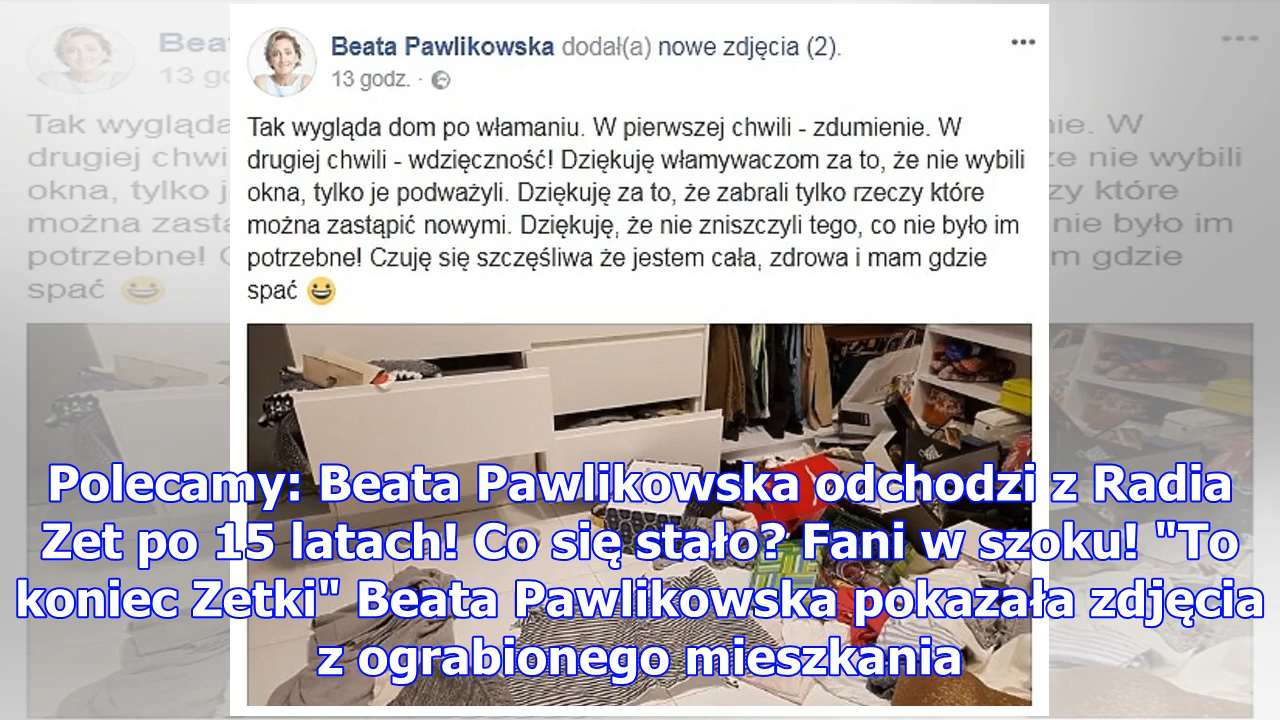 Beata Pawlikowska dodał(a) nowe zdjęcia (2).
13 godz. ·
Tak wygląda dom po włamaniu. W pierwszej chwili - zdumienie. W
drugiej chwili - wdzięczność! Dziękuję włamywaczom za to, że nie wybili
okna, tylko je podważyli. Dziękuję za to, że zabrali tylko rzeczy które
można zastąpić nowymi. Dziękuję, że nie zniszczyli tego, co nie było im
potrzebne! Czuję się szczęśliwa że jestem cała, zdrowa i mam gdzie
spać 😀
Polecamy: Beata Pawlikowska odchodzi z Radia
Zet po 15 latach! Co się stało? Fani w szoku! "To
koniec Zetki" Beata Pawlikowska pokazała zdjęcia
z ograbionego mieszkania